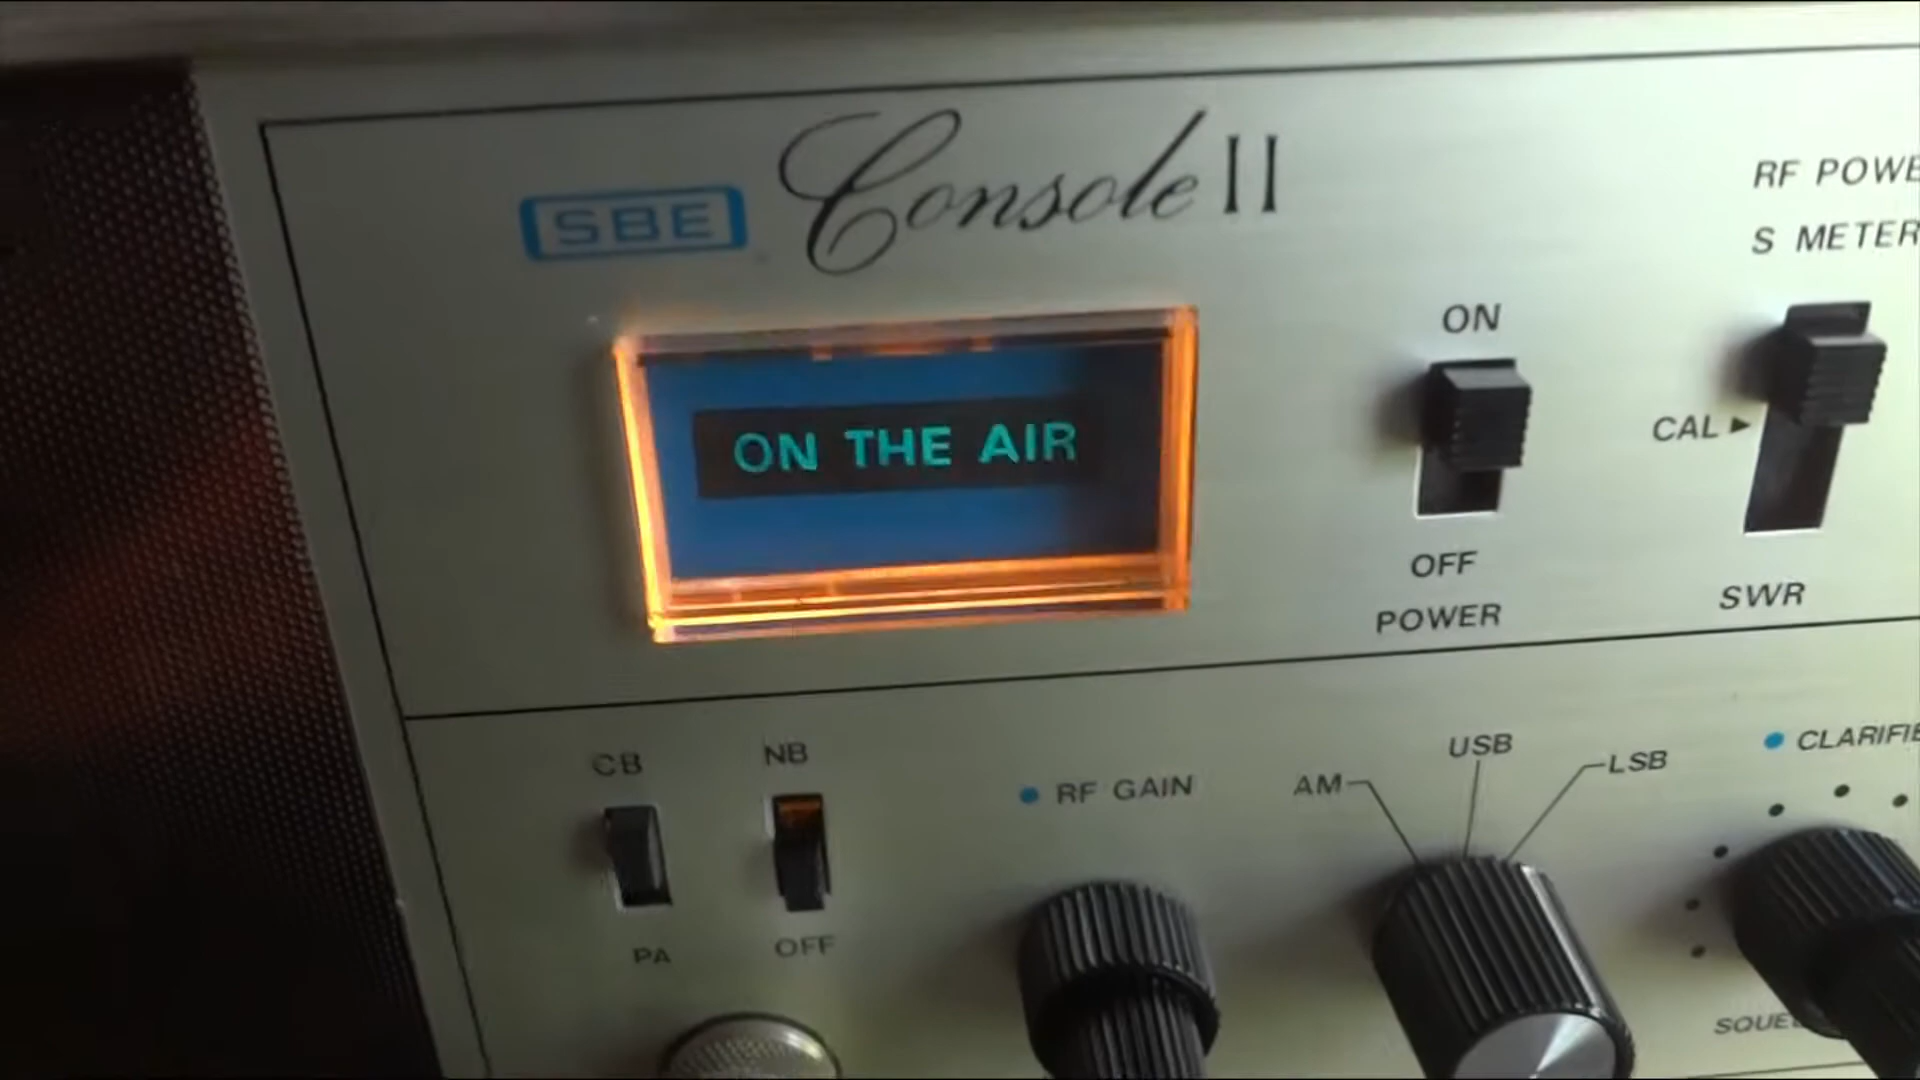 SBE Console II
RF POWE
S METER
ON THE AIR
ON
CAL
OFF
POWER
SWR
CB
NB
RF GAIN
AM
USB
LSB
CLARIFIE
PA
OFF
SQUEL